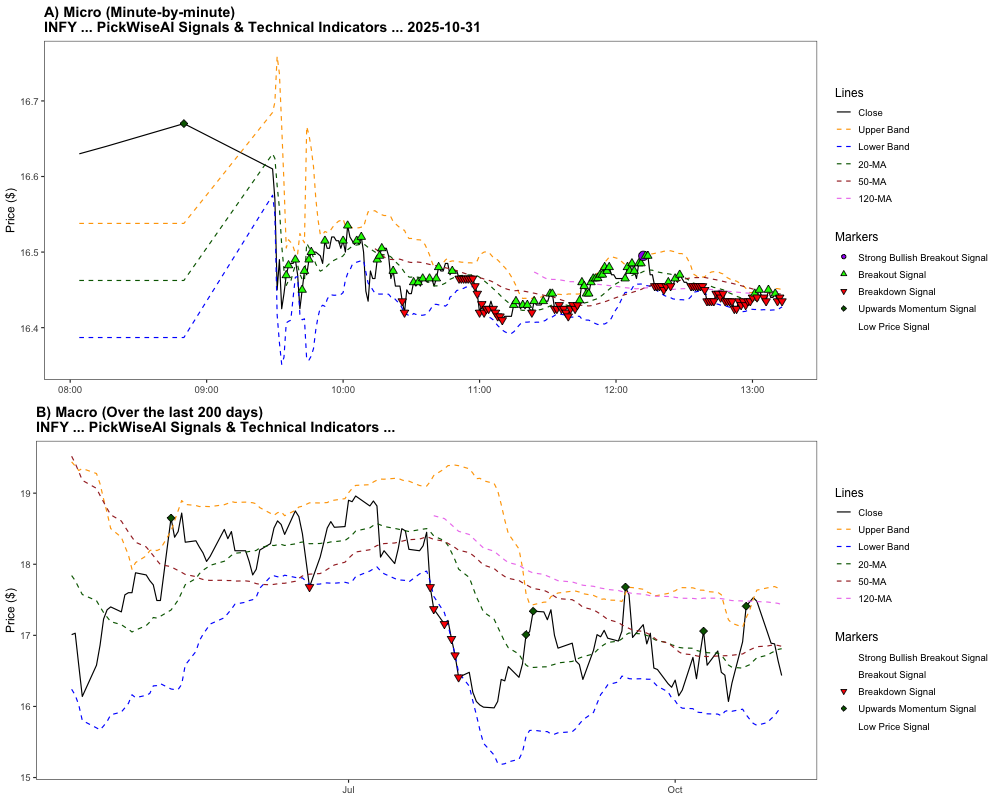 A) Micro (Minute-by-minute)
INFY ... PickWiseAI Signals & Technical Indicators ... 2025-10-31
Price ($)
16.7
16.6
16.5
16.4
08:00
09:00
10:00
11:00
12:00
13:00
Lines
Close
Upper Band
Lower Band
20-MA
50-MA
120-MA
Markers
Strong Bullish Breakout Signal
Breakout Signal
Breakdown Signal
Upwards Momentum Signal
Low Price Signal
B) Macro (Over the last 200 days)
INFY ... PickWiseAI Signals & Technical Indicators ...
Price ($)
19
18
17
16
15
Jul
Oct
Lines
Close
Upper Band
Lower Band
20-MA
50-MA
120-MA
Markers
Strong Bullish Breakout Signal
Breakout Signal
Breakdown Signal
Upwards Momentum Signal
Low Price Signal